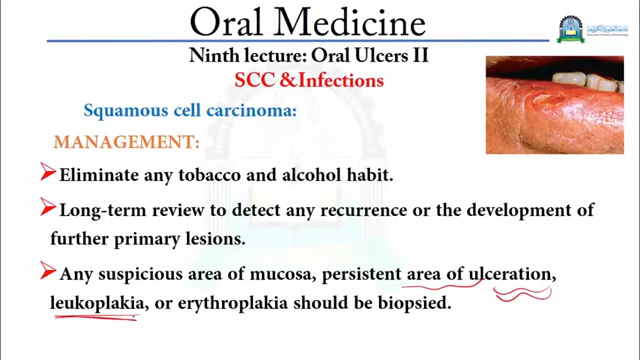 Oral Medicine
Ninth lecture: Oral Ulcers II
SCC & Infections
Squamous cell carcinoma:
MANAGEMENT:
Eliminate any tobacco and alcohol habit.
Long-term review to detect any recurrence or the development of
further primary lesions.
Any suspicious area of mucosa, persistent area of ulceration,
leukoplakia, or erythroplakia should be biopsied.